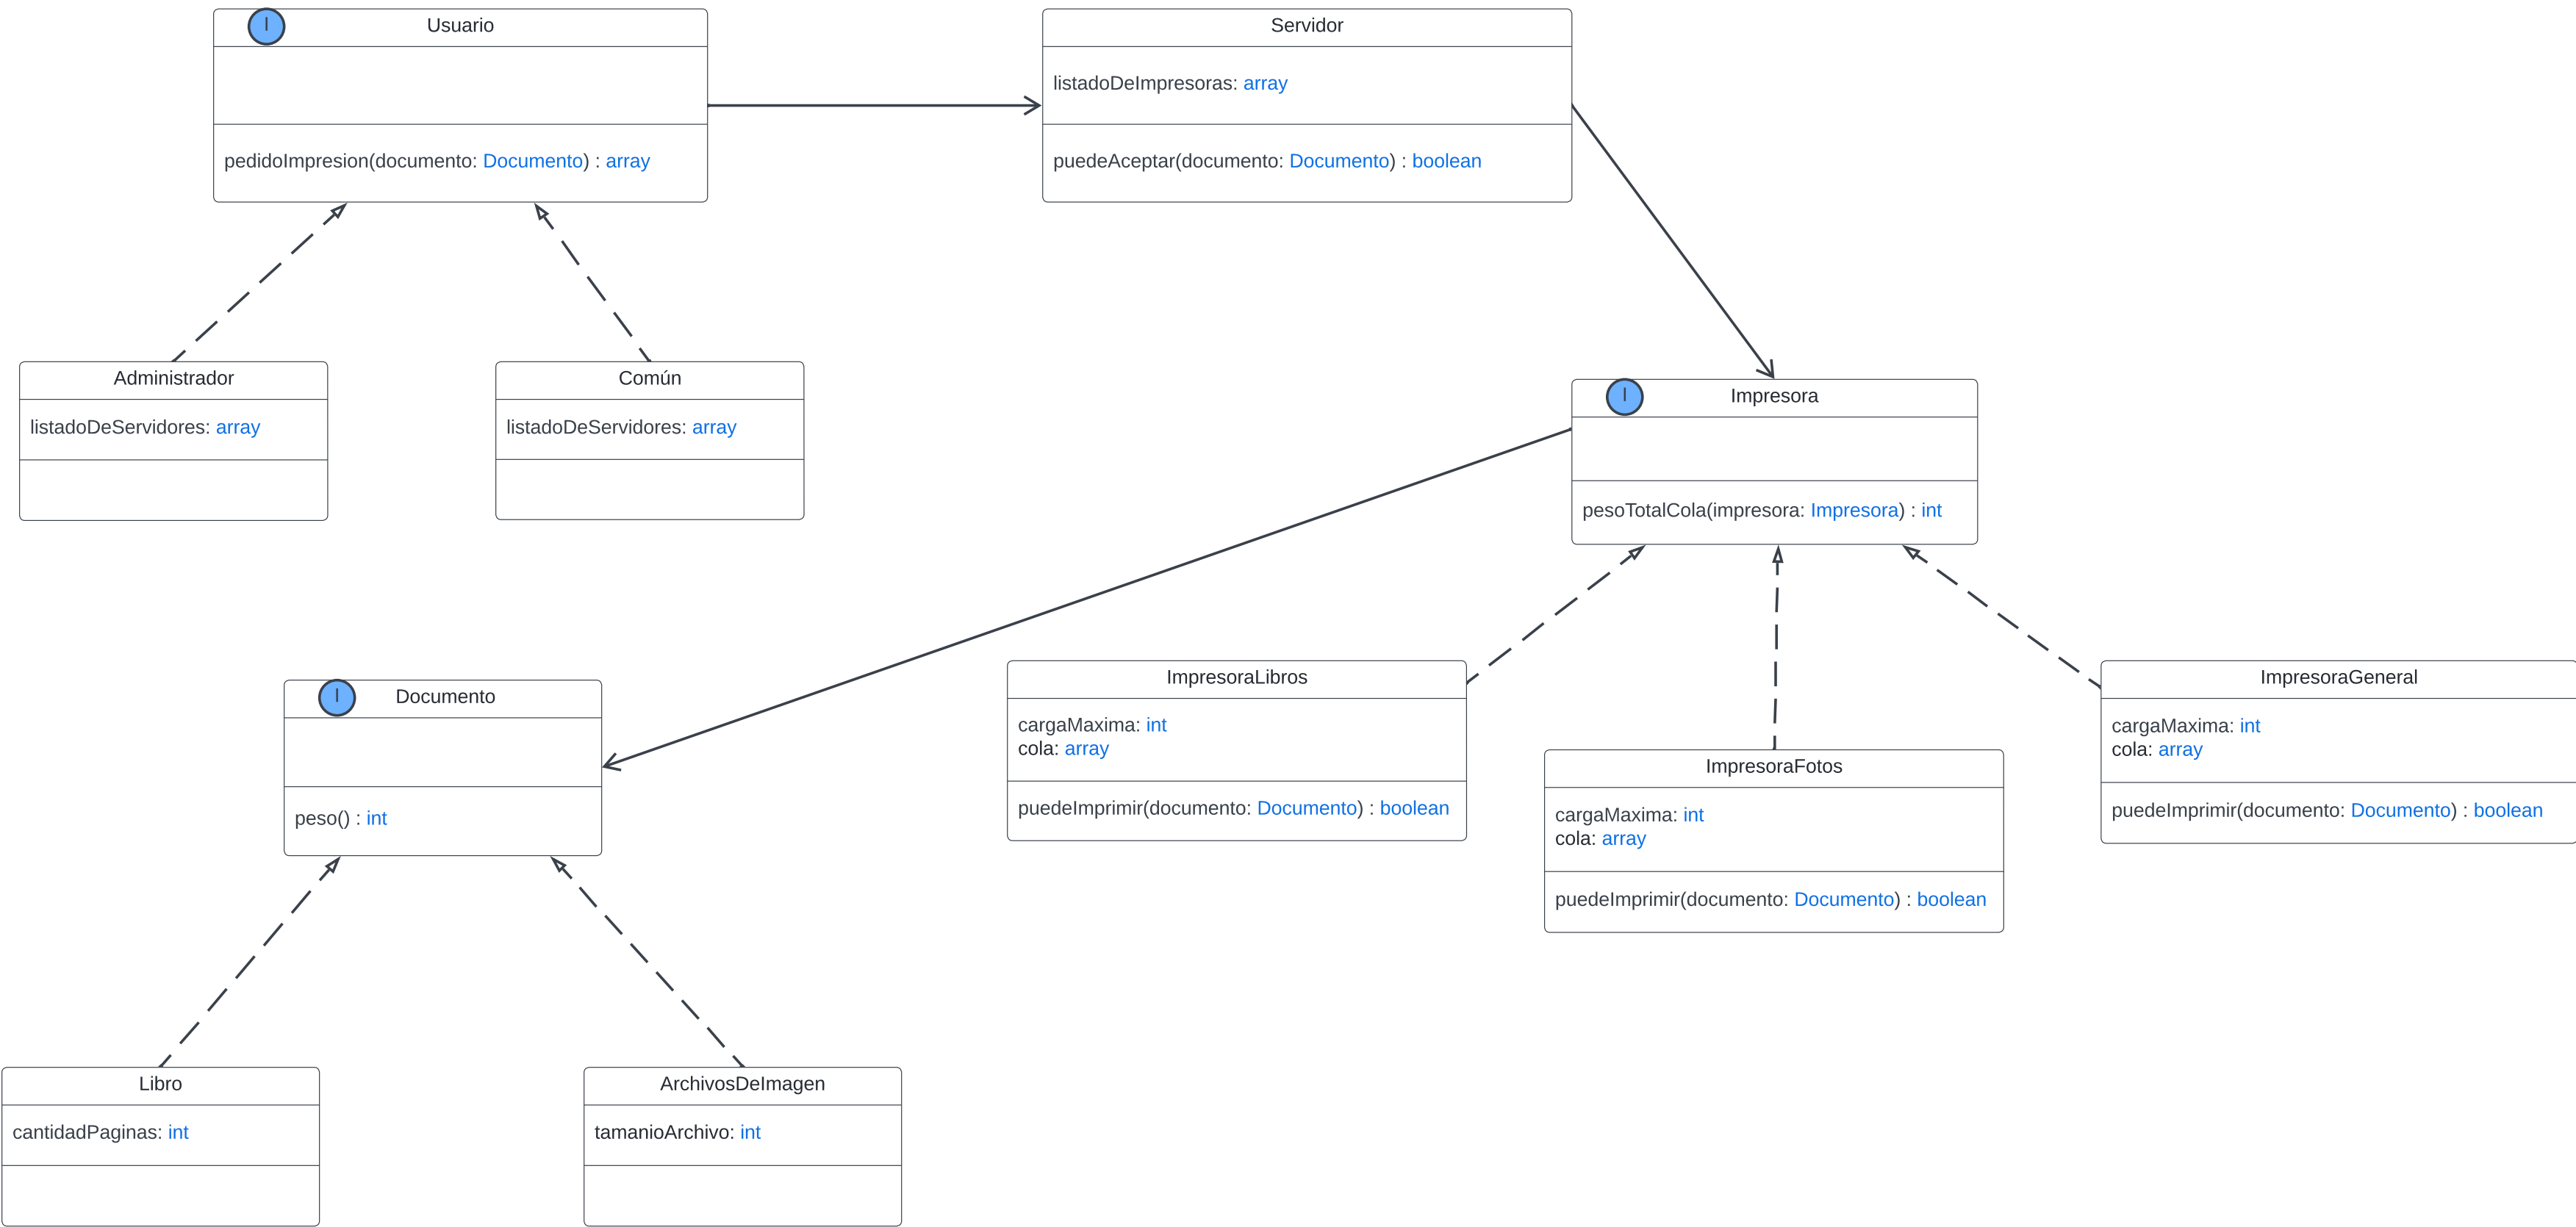 I
Usuario
pedidoImpresion(documento: Documento) : array
Servidor
listadoDeImpresoras: array
puedeAceptar(documento: Documento) : boolean
Administrador
listadoDeServidores: array
Común
listadoDeServidores: array
I
Impresora
pesoTotalCola(impresora: Impresora) : int
I
Documento
peso() : int
ImpresoraLibros
cargaMaxima: int
cola: array
puedeImprimir(documento: Documento) : boolean
ImpresoraFotos
cargaMaxima: int
cola: array
puedeImprimir(documento: Documento) : boolean
ImpresoraGeneral
cargaMaxima: int
cola: array
puedeImprimir(documento: Documento) : boolean
Libro
cantidadPaginas: int
ArchivosDeImagen
tamanioArchivo: int